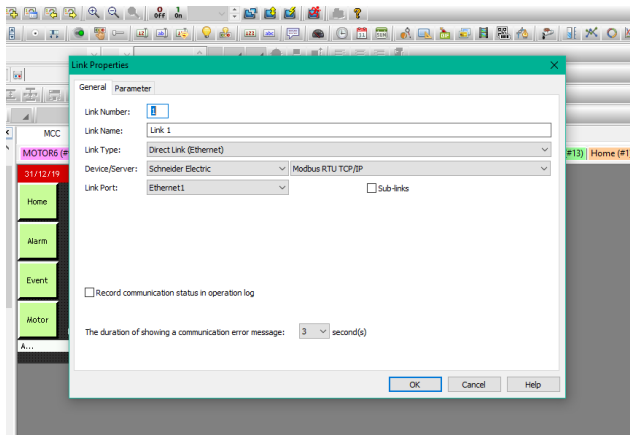 Off On
Link Properties
General Parameter
Link Number: 1
Link Name: Link 1
Link Type: Direct Link (Ethernet)
Device/Server: Schneider Electric Modbus RTU TCP/IP
Link Port: Ethernet1 Sub-links
Record communication status in operation log
The duration of showing a communication error message: 3 second(s)
OK Cancel Help
MCC
MOTOR6 (# #13) Home (#1
31/12/19
Home
Alarm
Event
Motor
A...